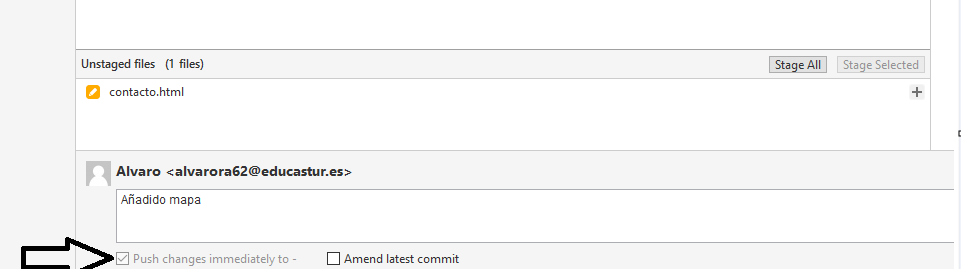 Unstaged files (1 files)
Stage All
Stage Selected
contacto.html
Alvaro <alvarora62@educastur.es>
Añadido mapa
Push changes immediately to -
Amend latest commit